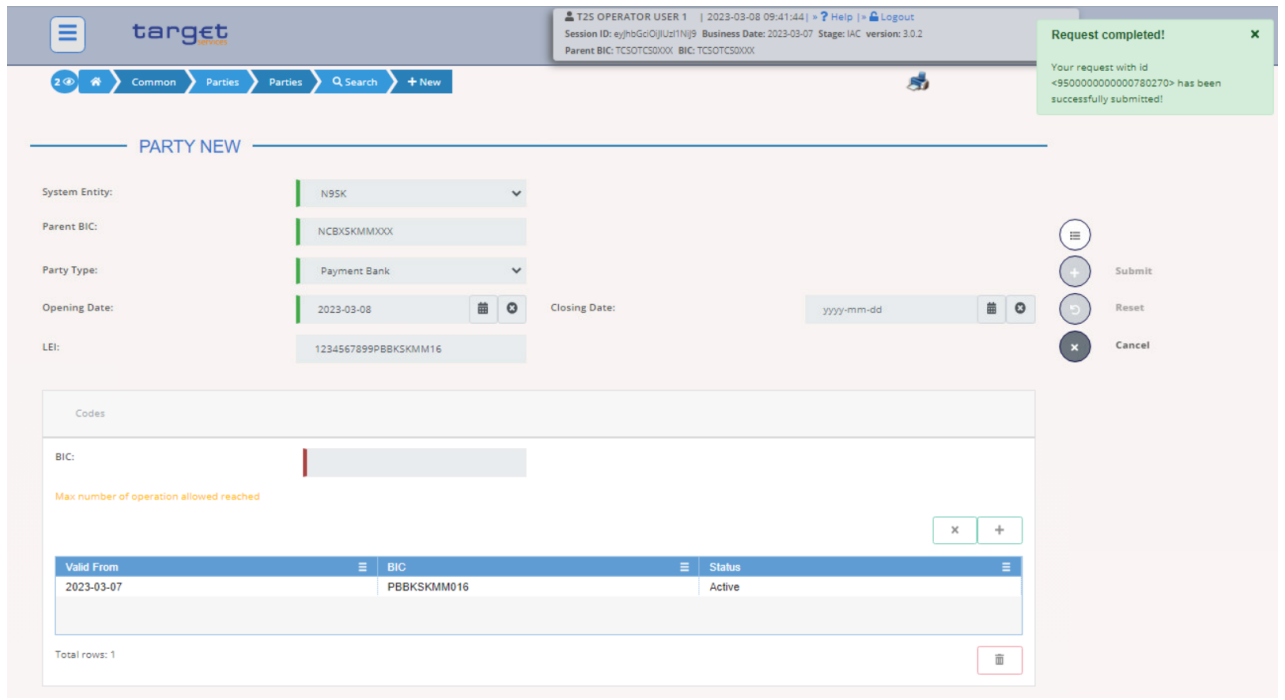 target
services
T2S OPERATOR USER 1 | 2023-03-08 09:41:44| » ? Help |» Logout
Session ID: eyJhbGciOiJIUzI1NiJ9 Business Date: 2023-03-07 Stage: IAC version: 3.0.2
Parent BIC: TCSOTCS0XXX BIC: TCSOTCS0XXX
Request completed! ×
Your request with id
<9500000000000780270> has been
successfully submitted!
2 Common Parties Parties Search + New
PARTY NEW
System Entity: N9SK
Parent BIC: NCBXSKMMXXX
Party Type: Payment Bank
Submit
Opening Date: 2023-03-08 Closing Date: yyyy-mm-dd
Reset
LEI: 1234567899PBBKSKMM16
Cancel
Codes
BIC:
Max number of operation allowed reached
Valid From BIC Status
2023-03-07 PBBKSKMM016 Active
Total rows: 1